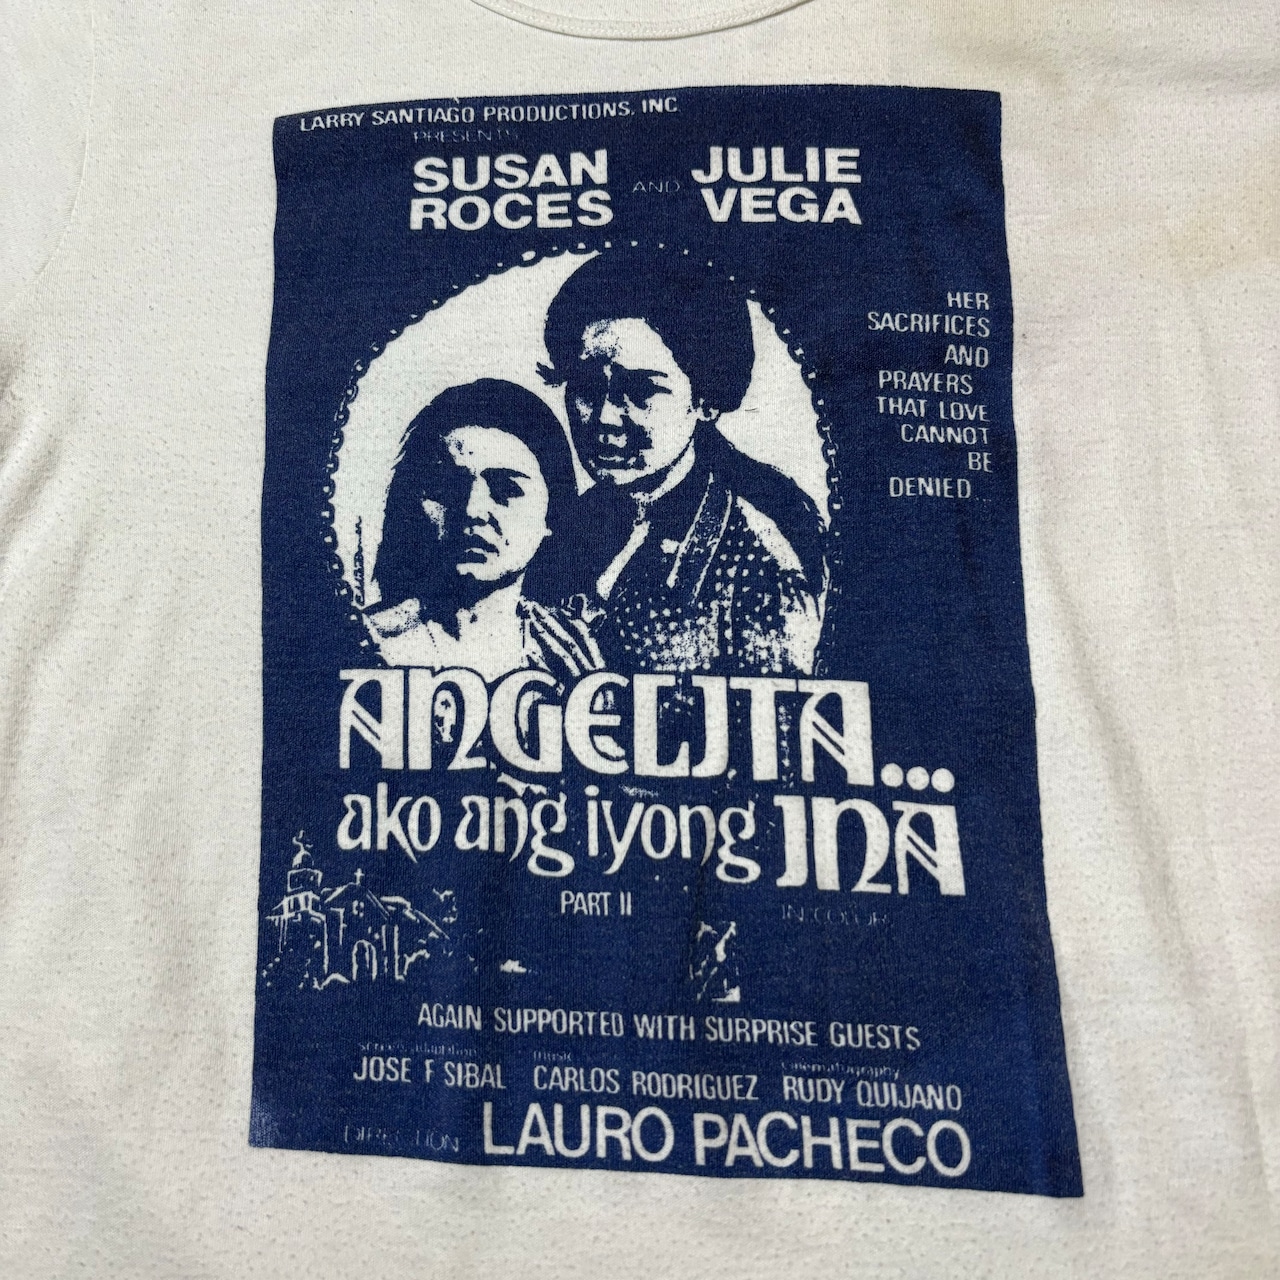 LARRY SANTIAGO PRODUCTIONS, INC
PRESENTS
SUSAN ROCES AND JULIE VEGA
HER
SACRIFICES
AND
PRAYERS
THAT LOVE
CANNOT
BE
DENIED...
ANGELITA...
ako ang iyong INA
PART II IN COLOR
AGAIN SUPPORTED WITH SURPRISE GUESTS
screen adaptation music cinematography
JOSE F SIBAL CARLOS RODRIGUEZ RUDY QUIJANO
DIRECTION LAURO PACHECO